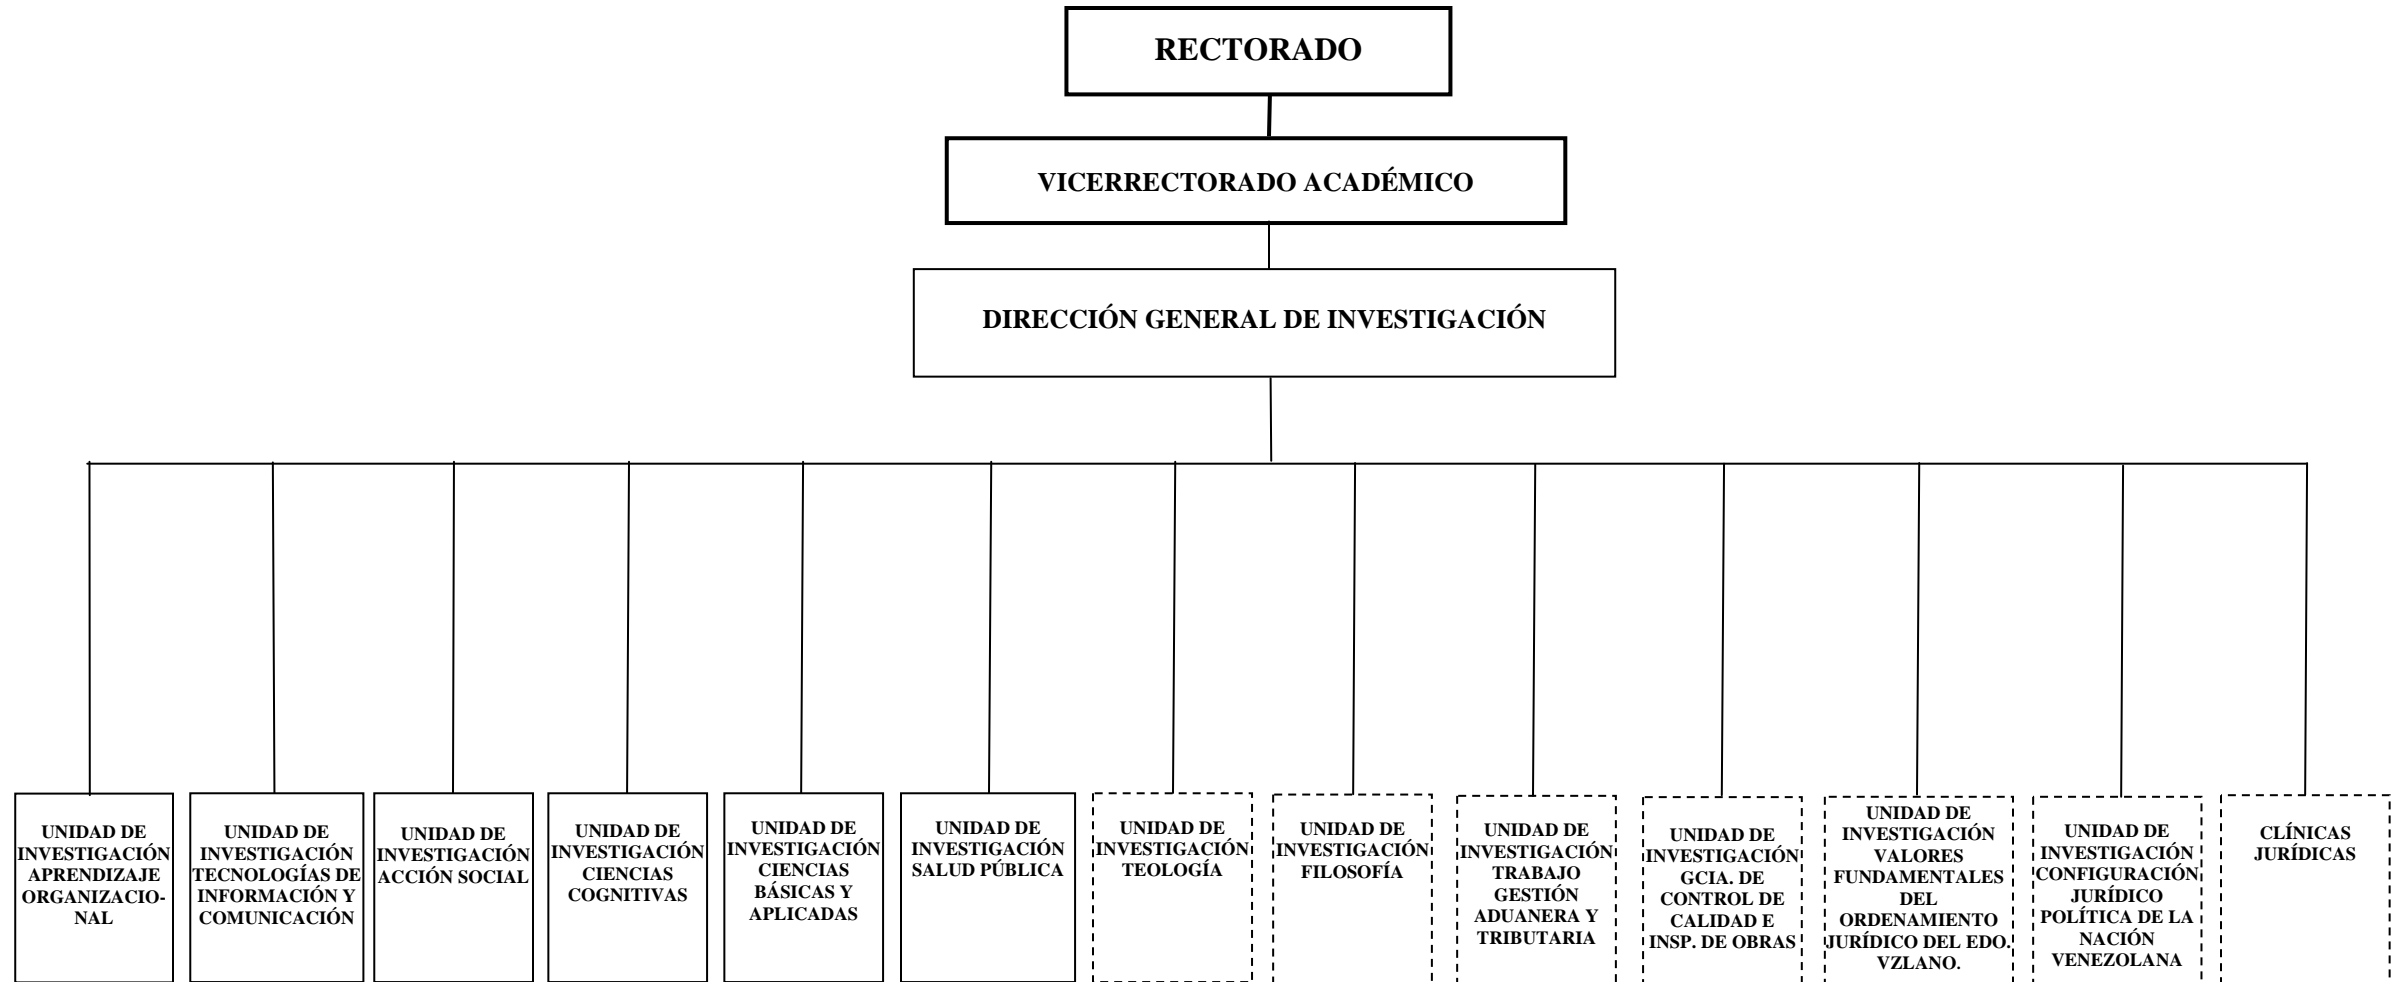 RECTORADO
VICERRECTORADO ACADÉMICO
DIRECCIÓN GENERAL DE INVESTIGACIÓN
UNIDAD DE
INVESTIGACIÓN
APRENDIZAJE
ORGANIZACIO-
NAL
UNIDAD DE
INVESTIGACIÓN
TECNOLOGÍAS DE
INFORMACIÓN Y
COMUNICACIÓN
UNIDAD DE
INVESTIGACIÓN
ACCIÓN SOCIAL
UNIDAD DE
INVESTIGACIÓN
CIENCIAS
COGNITIVAS
UNIDAD DE
INVESTIGACIÓN
CIENCIAS
BÁSICAS Y
APLICADAS
UNIDAD DE
INVESTIGACIÓN
SALUD PÚBLICA
UNIDAD DE
INVESTIGACIÓN
TEOLOGÍA
UNIDAD DE
INVESTIGACIÓN
FILOSOFÍA
UNIDAD DE
INVESTIGACIÓN
TRABAJO
GESTIÓN
ADUANERA Y
TRIBUTARIA
UNIDAD DE
INVESTIGACIÓN
GCIA. DE
CONTROL DE
CALIDAD E
INSP. DE OBRAS
UNIDAD DE
INVESTIGACIÓN
VALORES
FUNDAMENTALES
DEL
ORDENAMIENTO
JURÍDICO DEL EDO.
VZLANO.
UNIDAD DE
INVESTIGACIÓN
CONFIGURACIÓN
JURÍDICO
POLÍTICA DE LA
NACIÓN
VENEZOLANA
CLÍNICAS
JURÍDICAS